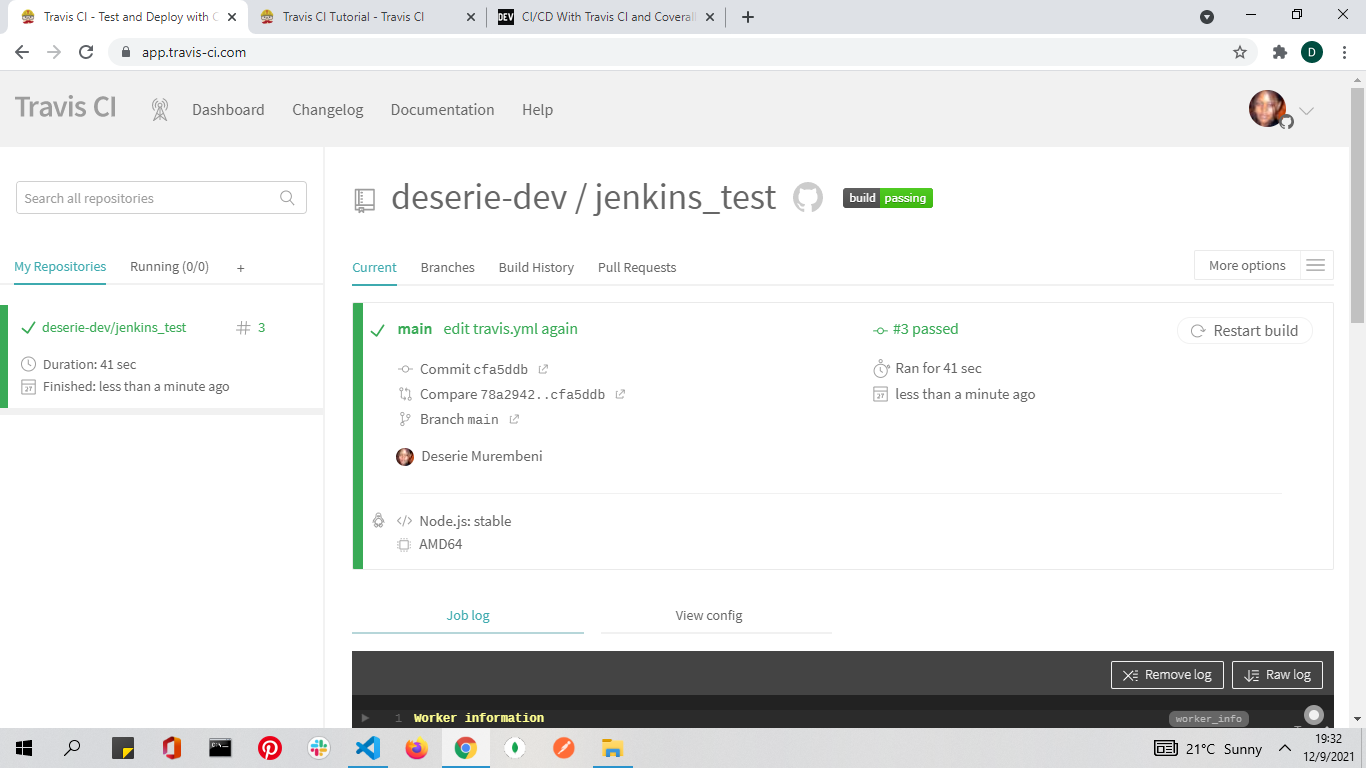 Travis CI - Test and Deploy with C
Travis CI Tutorial - Travis CI
DEV CI/CD With Travis CI and Coverall
D
app.travis-ci.com
Travis CI
Dashboard
Changelog
Documentation
Help
Search all repositories
My Repositories
Running (0/0)
+
deserie-dev/jenkins_test
# 3
Duration: 41 sec
Finished: less than a minute ago
deserie-dev / jenkins_test
build passing
Current
Branches
Build History
Pull Requests
More options
main edit travis.yml again
Commit cfa5ddb
Compare 78a2942..cfa5ddb
Branch main
Deserie Murembeni
#3 passed
Ran for 41 sec
less than a minute ago
Restart build
Node.js: stable
AMD64
Job log
View config
Remove log
Raw log
1 Worker information
worker_info
21°C Sunny
19:32
12/9/2021